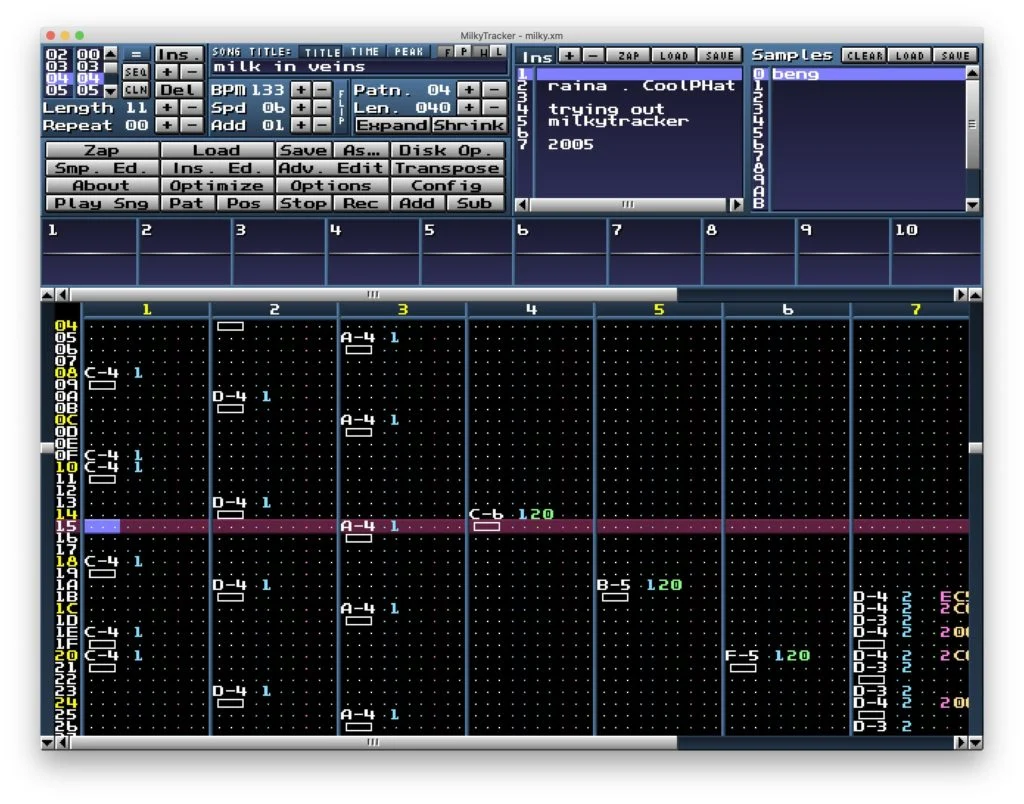 MilkyTracker - milky.xm
02 00 = Ins. SONG TITLE: TITLE TIME PEAK F P W L
03 03 SEQ + - milk in veins
04 04 CLN Del BPM 133 + - FLIP Patn. 04 + -
05 05
Length 11 + - Spd 06 + - Len. 040 + -
Repeat 00 + - Add 01 + - Expand Shrink
Zap Load Save As... Disk Op.
Smp. Ed. Ins. Ed. Adv. Edit Transpose
About Optimize Options Config
Play Sng Pat Pos Stop Rec Add Sub
Ins + - ZAP LOAD SAVE
1
2 raina . CoolPHat
3
4 trying out
5 milkytracker
6
7 2005
Samples CLEAR LOAD SAVE
0 beng
1
2
3
4
5
6
7
8
9
A
B
1 2 3 4 5 6 7 8 9 10
1 2 3 4 5 6 7
04
05 A-4 1
06
07
08 C-4 1
09
0A D-4 1
0B
0C A-4 1
0D
0E
0F C-4 1
10 C-4 1
11
12
13 D-4 1
14 C-6 120
15 A-4 1
16
17
18 C-4 1
19
1A D-4 1 B-5 120
1B D-4 2 EC
1C A-4 1 D-4 2 2C
1D D-3 2
1E C-4 1 D-4 2 200
1F
20 C-4 1 F-5 120 D-4 2 2C
21 D-3 2
22
23 D-4 1 D-3 2
24 D-4 2 200
25 A-4 1
26 D-3 2